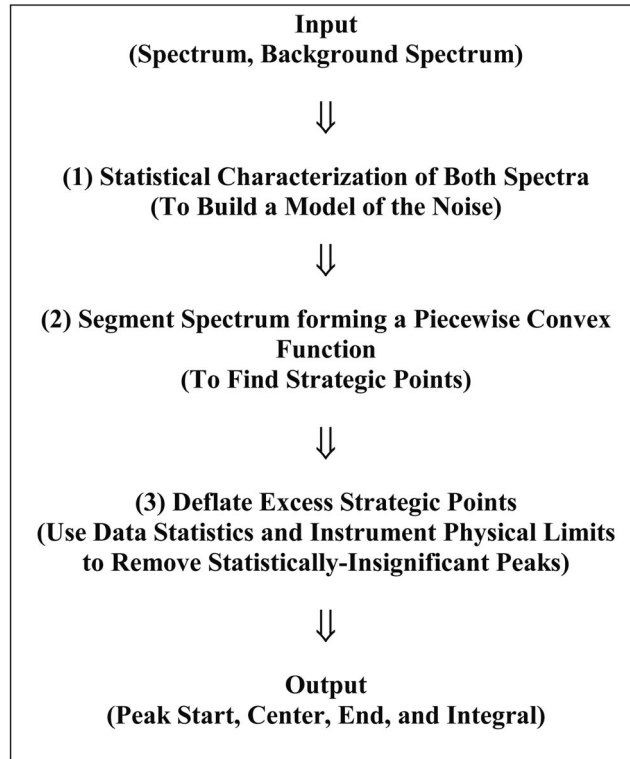 Input
(Spectrum, Background Spectrum)
⇓
(1) Statistical Characterization of Both Spectra
(To Build a Model of the Noise)
⇓
(2) Segment Spectrum forming a Piecewise Convex
Function
(To Find Strategic Points)
⇓
(3) Deflate Excess Strategic Points
(Use Data Statistics and Instrument Physical Limits
to Remove Statistically-Insignificant Peaks)
⇓
Output
(Peak Start, Center, End, and Integral)